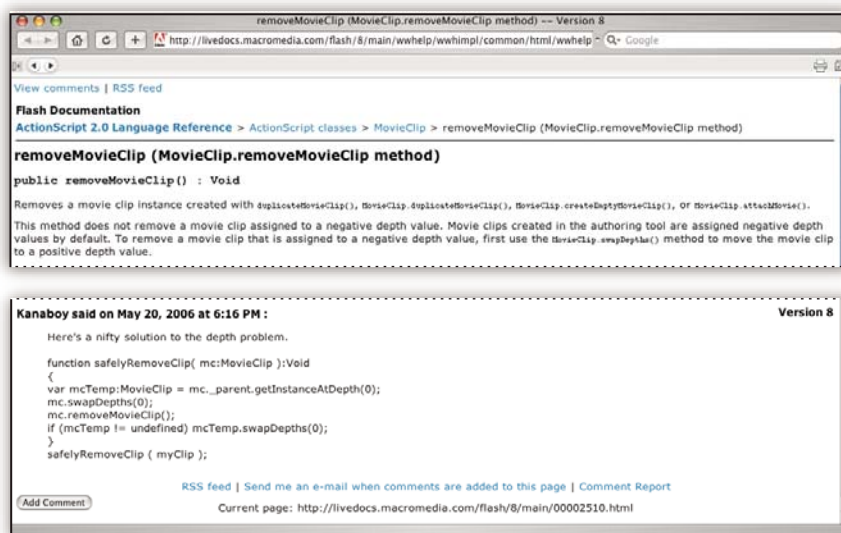 removeMovieClip (MovieClip.removeMovieClip method) -- Version 8
http://livedocs.macromedia.com/flash/8/main/wwhelp/wwhimpl/common/html/wwhelp
Google
View comments | RSS feed
Flash Documentation
ActionScript 2.0 Language Reference > ActionScript classes > MovieClip > removeMovieClip (MovieClip.removeMovieClip method)
removeMovieClip (MovieClip.removeMovieClip method)
public removeMovieClip() : Void
Removes a movie clip instance created with duplicateMovieClip(), MovieClip.duplicateMovieClip(), MovieClip.createEmptyMovieClip(), or MovieClip.attachMovie().
This method does not remove a movie clip assigned to a negative depth value. Movie clips created in the authoring tool are assigned negative depth
values by default. To remove a movie clip that is assigned to a negative depth value, first use the MovieClip.swapDepths() method to move the movie clip
to a positive depth value.
Kanaboy said on May 20, 2006 at 6:16 PM :
Version 8
Here's a nifty solution to the depth problem.
function safelyRemoveClip( mc:MovieClip ):Void
{
var mcTemp:MovieClip = mc._parent.getInstanceAtDepth(0);
mc.swapDepths(0);
mc.removeMovieClip();
if (mcTemp != undefined) mcTemp.swapDepths(0);
}
safelyRemoveClip ( myClip );
RSS feed | Send me an e-mail when comments are added to this page | Comment Report
Add Comment
Current page: http://livedocs.macromedia.com/flash/8/main/00002510.html